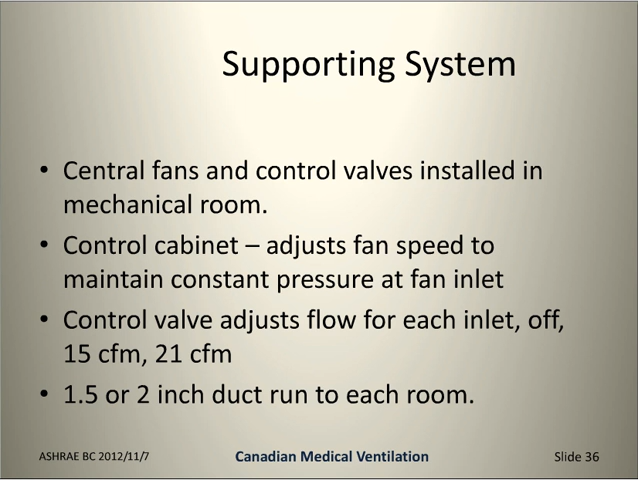 Supporting System
• Central fans and control valves installed in
mechanical room.
• Control cabinet – adjusts fan speed to
maintain constant pressure at fan inlet
• Control valve adjusts flow for each inlet, off,
15 cfm, 21 cfm
• 1.5 or 2 inch duct run to each room.
ASHRAE BC 2012/11/7
Canadian Medical Ventilation
Slide 36